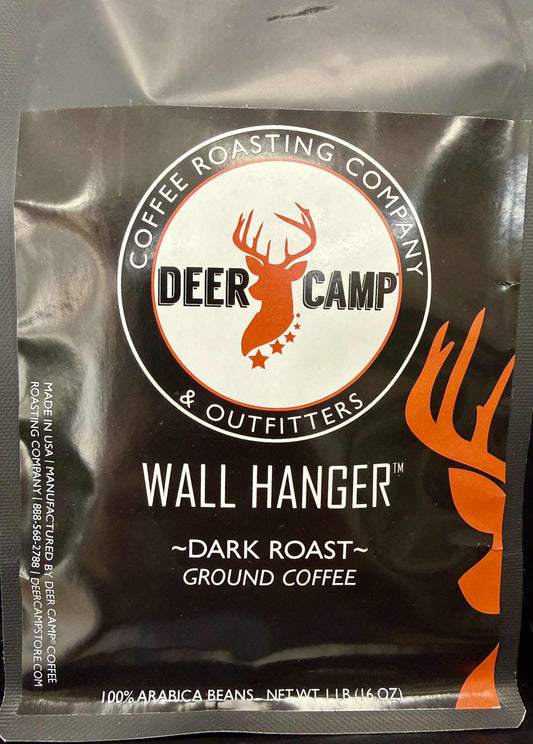 COFFEE ROASTING COMPANY
DEER CAMP
& OUTFITTERS
WALL HANGER™
~DARK ROAST~
GROUND COFFEE
MADE IN USA | MANUFACTURED BY DEER CAMP® COFFEE
ROASTING COMPANY | 888-568-2788 | DEERCAMPSTORE.COM
100% ARABICA BEANS NET WT 1 LB (16 OZ)